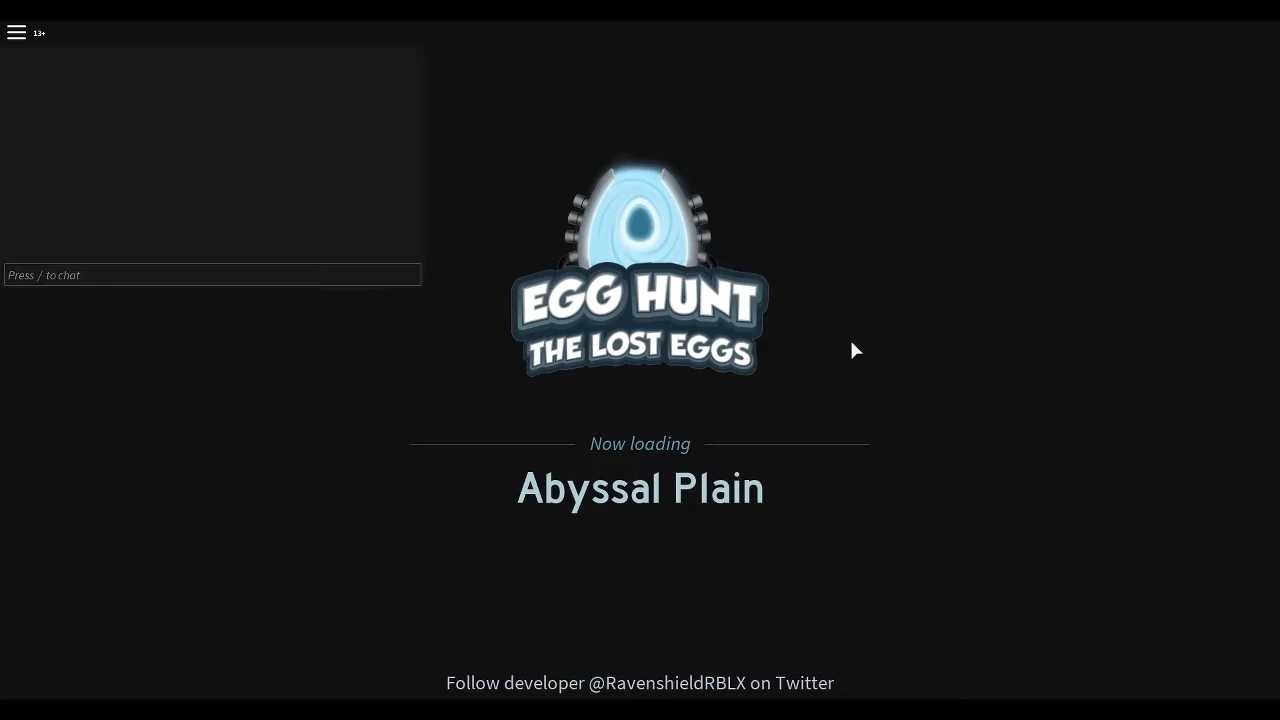 13+
Press / to chat
EGG HUNT
THE LOST EGGS
Now loading
Abyssal Plain
Follow developer @RavenshieldRBLX on Twitter